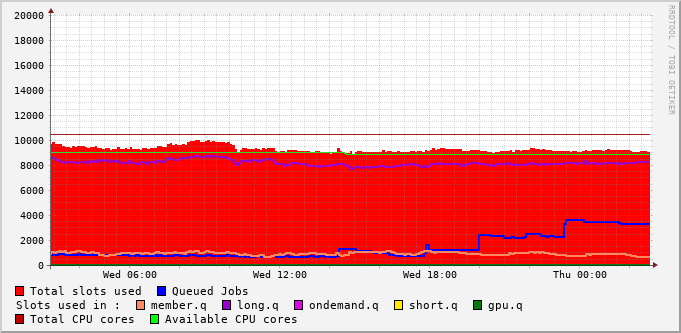 RRDTOOL / TOBI OETIKER
20000
18000
16000
14000
12000
10000
8000
6000
4000
2000
0
Wed 06:00 Wed 12:00 Wed 18:00 Thu 00:00
Total slots used Queued Jobs
Slots used in : member.q long.q ondemand.q short.q gpu.q
Total CPU cores Available CPU cores